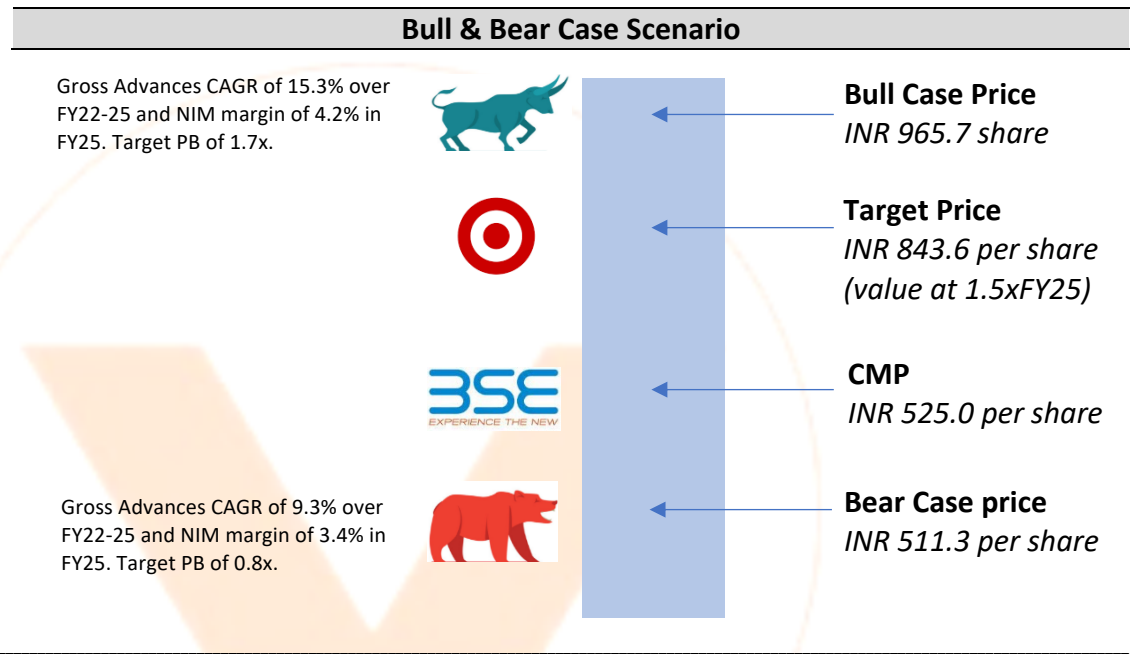 Bull & Bear Case Scenario
Gross Advances CAGR of 15.3% over
FY22-25 and NIM margin of 4.2% in
FY25. Target PB of 1.7x.
Bull Case Price
INR 965.7 share
Target Price
INR 843.6 per share
(value at 1.5xFY25)
BSE
EXPERIENCE THE NEW
CMP
INR 525.0 per share
Gross Advances CAGR of 9.3% over
FY22-25 and NIM margin of 3.4% in
FY25. Target PB of 0.8x.
Bear Case price
INR 511.3 per share